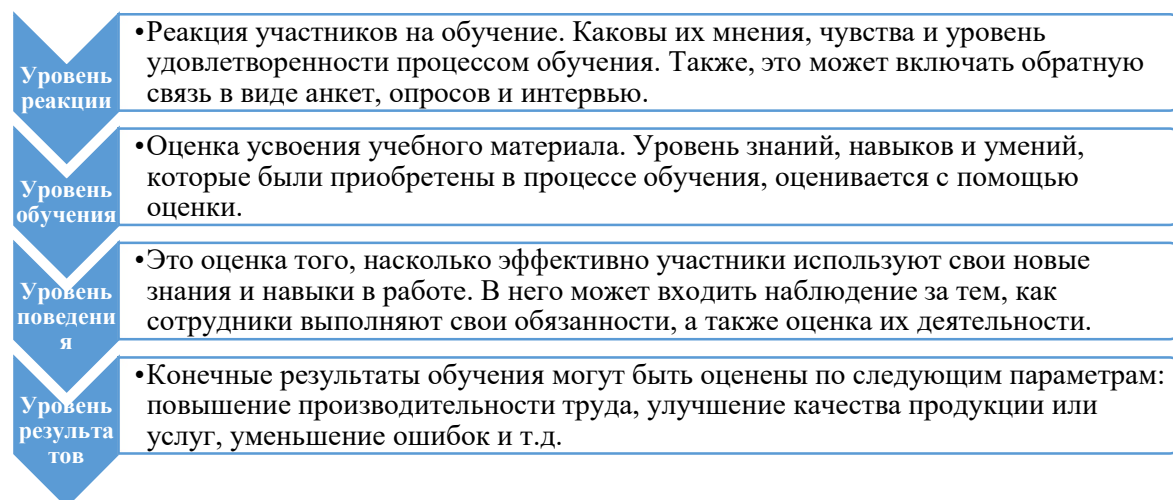 Уровень
реакции
•Реакция участников на обучение. Каковы их мнения, чувства и уровень
удовлетворенности процессом обучения. Также, это может включать обратную
связь в виде анкет, опросов и интервью.
Уровень
обучения
•Оценка усвоения учебного материала. Уровень знаний, навыков и умений,
которые были приобретены в процессе обучения, оценивается с помощью
оценки.
Уровень
поведени
я
•Это оценка того, насколько эффективно участники используют свои новые
знания и навыки в работе. В него может входить наблюдение за тем, как
сотрудники выполняют свои обязанности, а также оценка их деятельности.
Уровень
результа
тов
•Конечные результаты обучения могут быть оценены по следующим параметрам:
повышение производительности труда, улучшение качества продукции или
услуг, уменьшение ошибок и т.д.